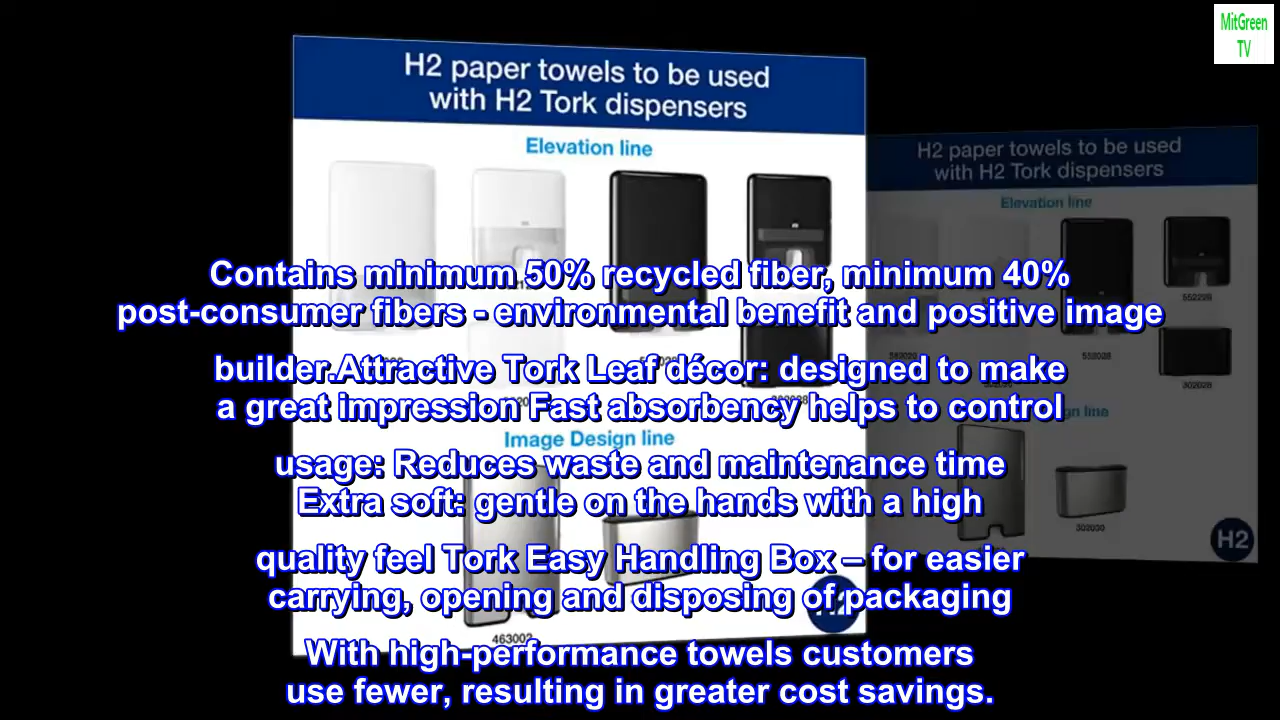 MitGreen
TV
H2 paper towels to be used
with H2 Tork dispensers
Elevation line
H2 paper towels to be used
with H2 Tork dispensers
Elevation line
552228
552028
302028
Contains minimum 50% recycled fiber, minimum 40%
post-consumer fibers - environmental benefit and positive image
builder.Attractive Tork Leaf décor: designed to make
a great impression Fast absorbency helps to control
Image Design line
usage: Reduces waste and maintenance time
Extra soft: gentle on the hands with a high
302030
H2
quality feel Tork Easy Handling Box – for easier
carrying, opening and disposing of packaging
H2
463002
With high-performance towels customers
use fewer, resulting in greater cost savings.